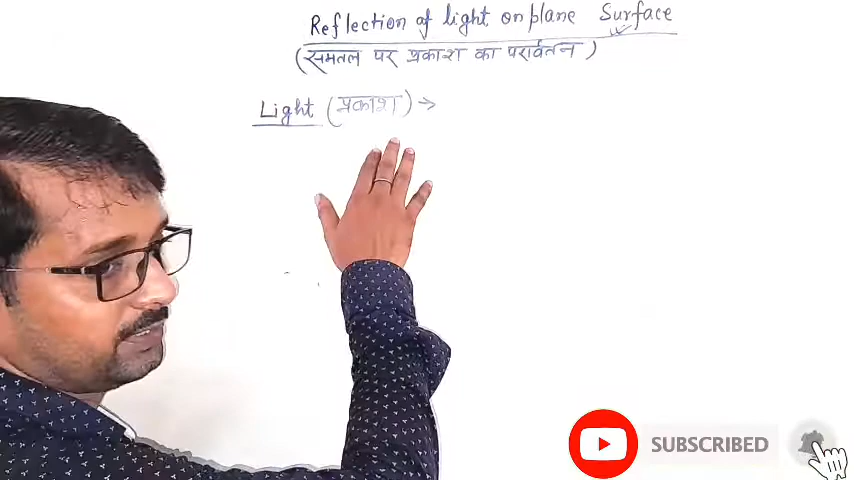 Reflection of light on plane Surface
(समतल पर प्रकाश का परावर्तन)
Light (प्रकाश) →
SUBSCRIBED